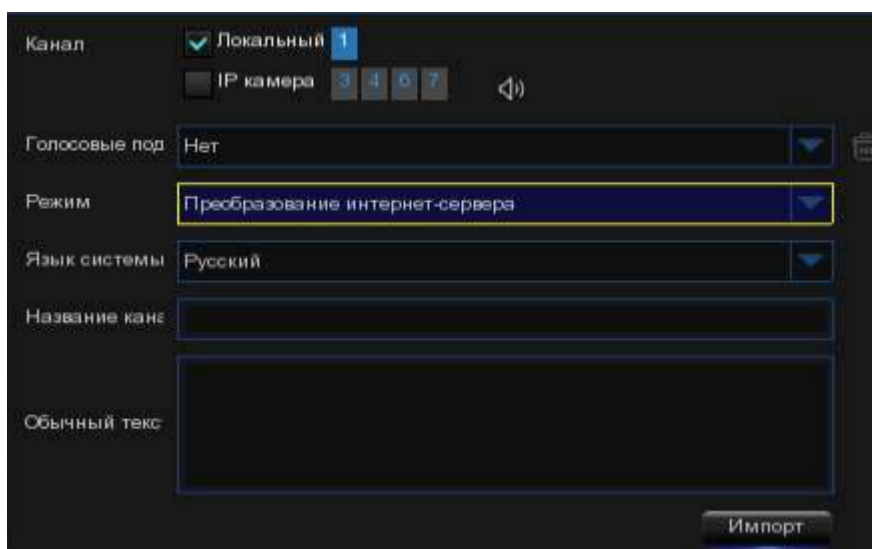 Канал
Локальный 1
IP камера 3 4 6 7
Голосовые под
Нет
Режим
Преобразование интернет-сервера
Язык системы
Русский
Название кана
Обычный текс
Импорт